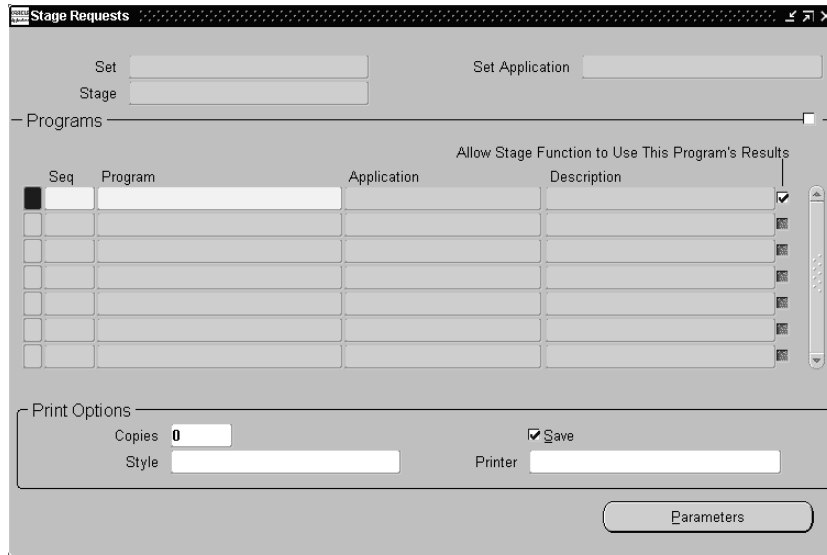 Stage Requests
Set
Set Application
Stage
Programs
Allow Stage Function to Use This Program's Results
Seq Program Application Description
Print Options
Copies 0
Save
Style
Printer
Parameters